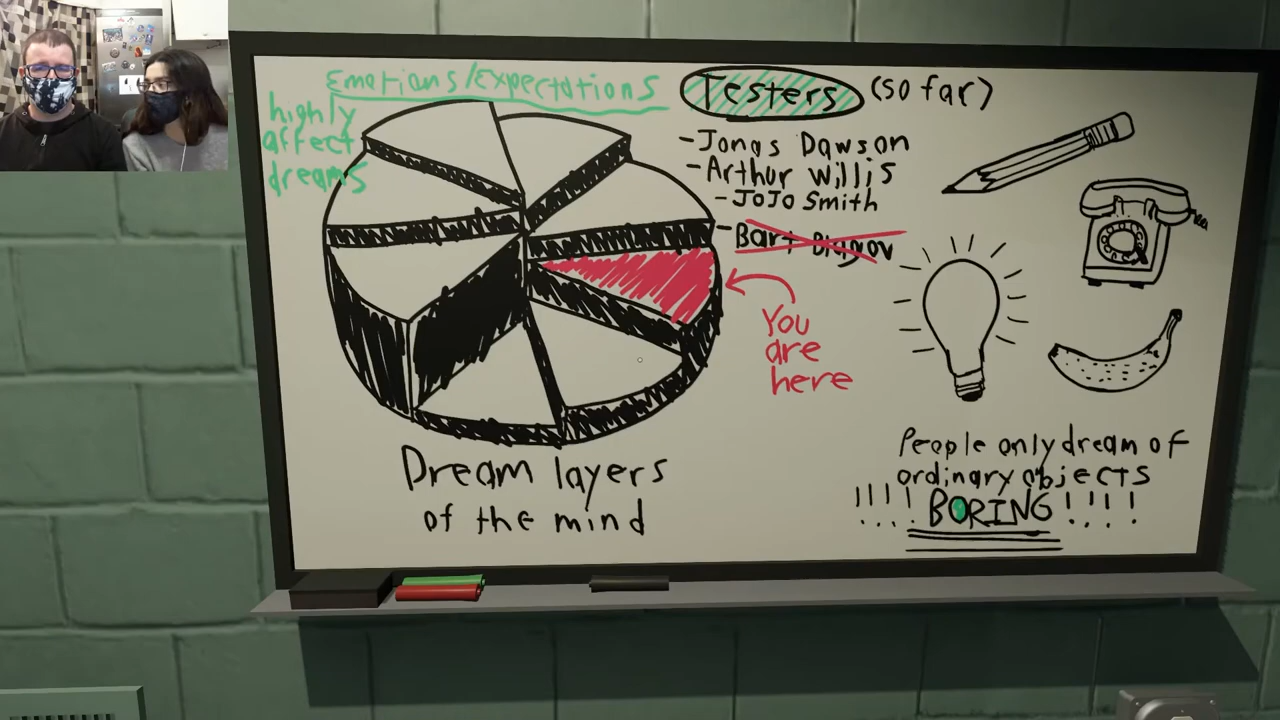 Emotions/Expectations
highly
affect
dreams
Testers (so far)
-Jonas Dawson
-Arthur Willis
-JoJo Smith
-Bart
You
are
here
Dream layers
of the mind
People only dream of
ordinary objects
!!!! BORING !!!!